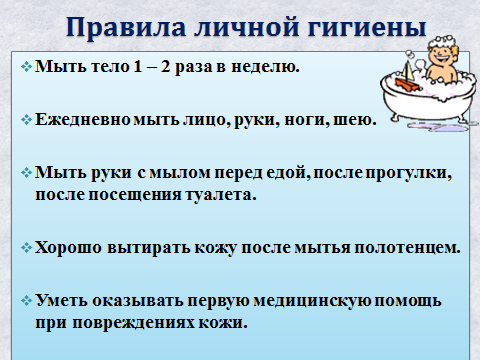 Правила личной гигиены
Мыть тело 1 – 2 раза в неделю.
Ежедневно мыть лицо, руки, ноги, шею.
Мыть руки с мылом перед едой, после прогулки,
после посещения туалета.
Хорошо вытирать кожу после мытья полотенцем.
Уметь оказывать первую медицинскую помощь
при повреждениях кожи.